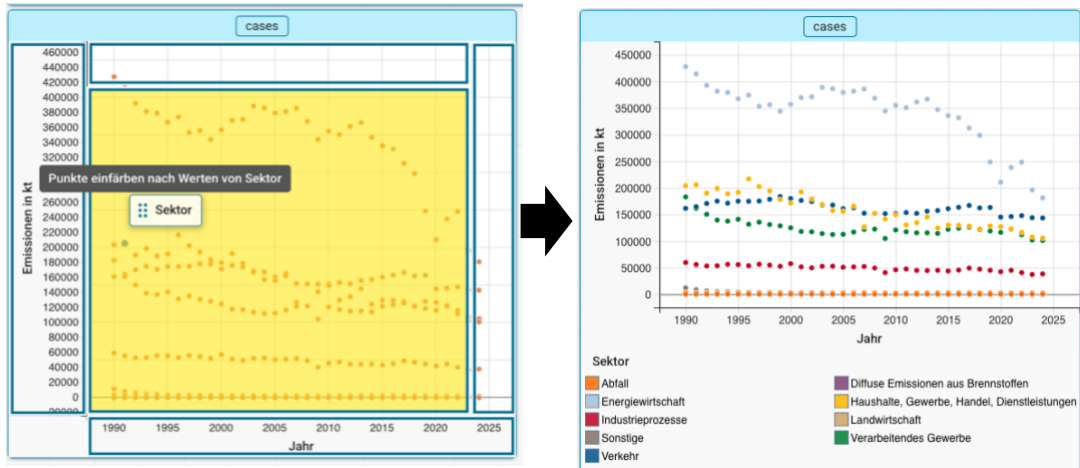 cases
460000
440000
420000
400000
380000
360000
340000
320000
Punkte einfärben nach Werten von Sektor
Sektor
260000
240000
220000
200000
180000
160000
140000
120000
100000
80000
60000
40000
20000
0
20000
Emissionen in kt
1990
1995
2000
2005
2010
2015
2020
2025
Jahr
cases
450000
400000
350000
300000
250000
200000
150000
100000
50000
0
Emissionen in kt
1990
1995
2000
2005
2010
2015
2020
2025
Jahr
Sektor
Abfall
Energiewirtschaft
Industrieprozesse
Sonstige
Verkehr
Diffuse Emissionen aus Brennstoffen
Haushalte, Gewerbe, Handel, Dienstleistungen
Landwirtschaft
Verarbeitendes Gewerbe